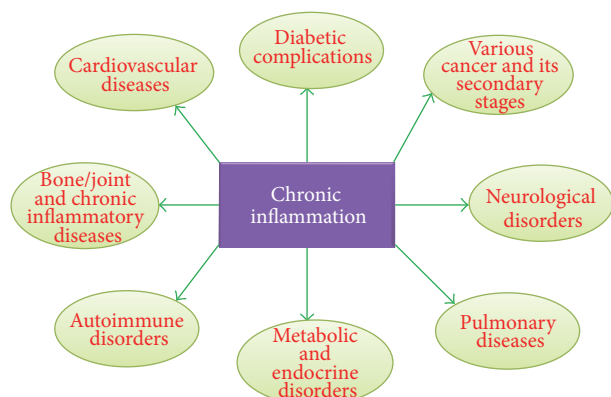 Diabetic
complications
Cardiovascular
diseases
Various
cancer and its
secondary
stages
Bone/joint
and chronic
inflammatory
diseases
Chronic
inflammation
Neurological
disorders
Autoimmune
disorders
Metabolic
and
endocrine
disorders
Pulmonary
diseases